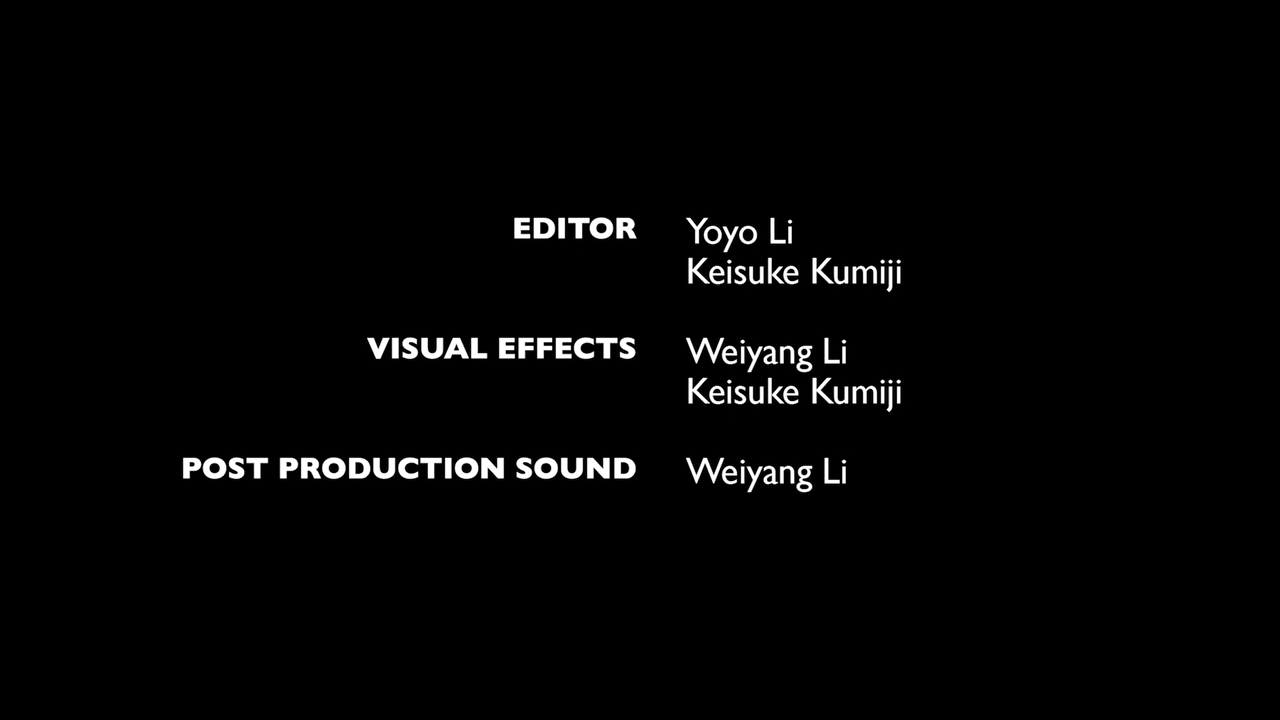 EDITOR Yoyo Li
Keisuke Kumiji
VISUAL EFFECTS Weiyang Li
Keisuke Kumiji
POST PRODUCTION SOUND Weiyang Li